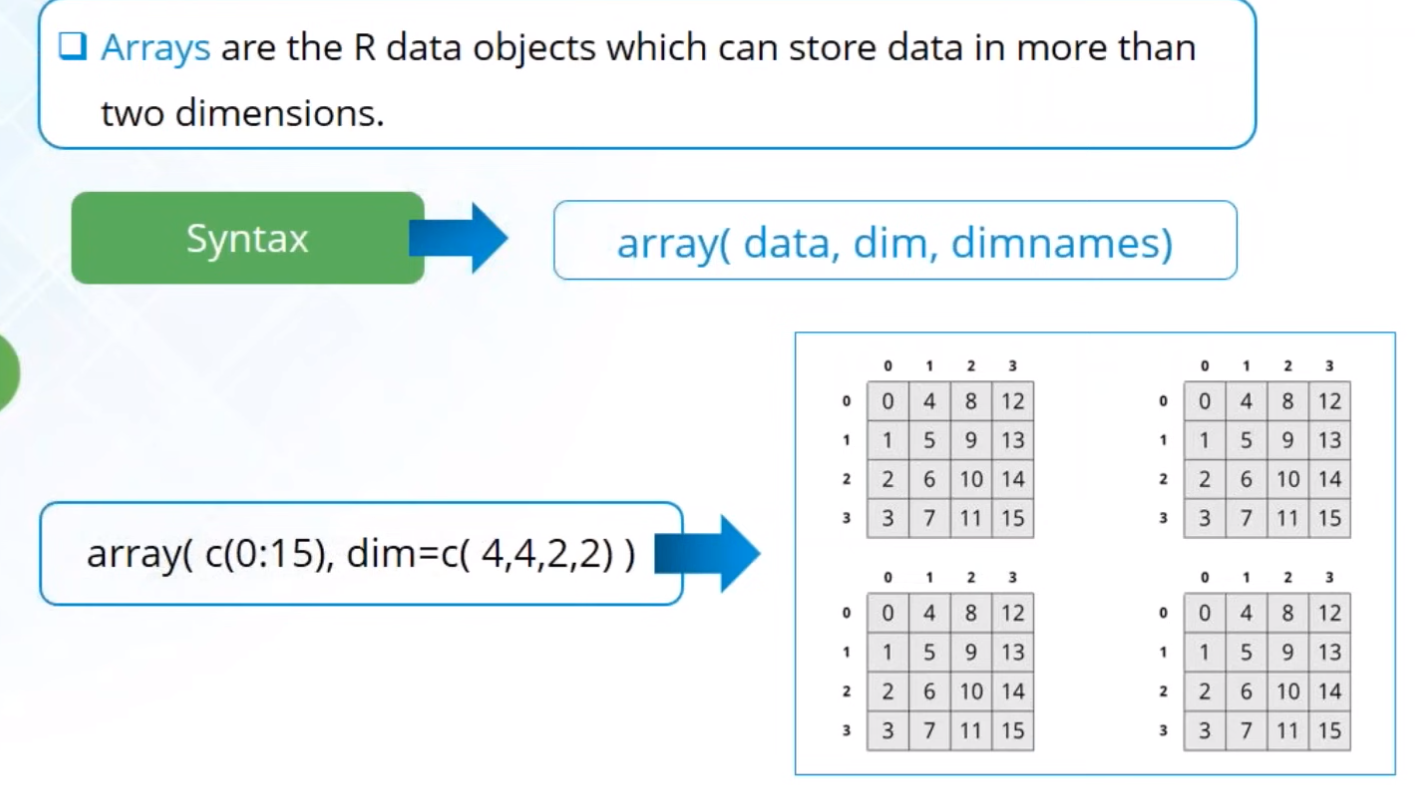 Arrays are the R data objects which can store data in more than
two dimensions.
Syntax
array( data, dim, dimnames)
array( c(0:15), dim=c( 4,4,2,2) )
0 1 2 3
0 0 4 8 12
1 1 5 9 13
2 2 6 10 14
3 3 7 11 15
0 1 2 3
0 0 4 8 12
1 1 5 9 13
2 2 6 10 14
3 3 7 11 15
0 1 2 3
0 0 4 8 12
1 1 5 9 13
2 2 6 10 14
3 3 7 11 15
0 1 2 3
0 0 4 8 12
1 1 5 9 13
2 2 6 10 14
3 3 7 11 15